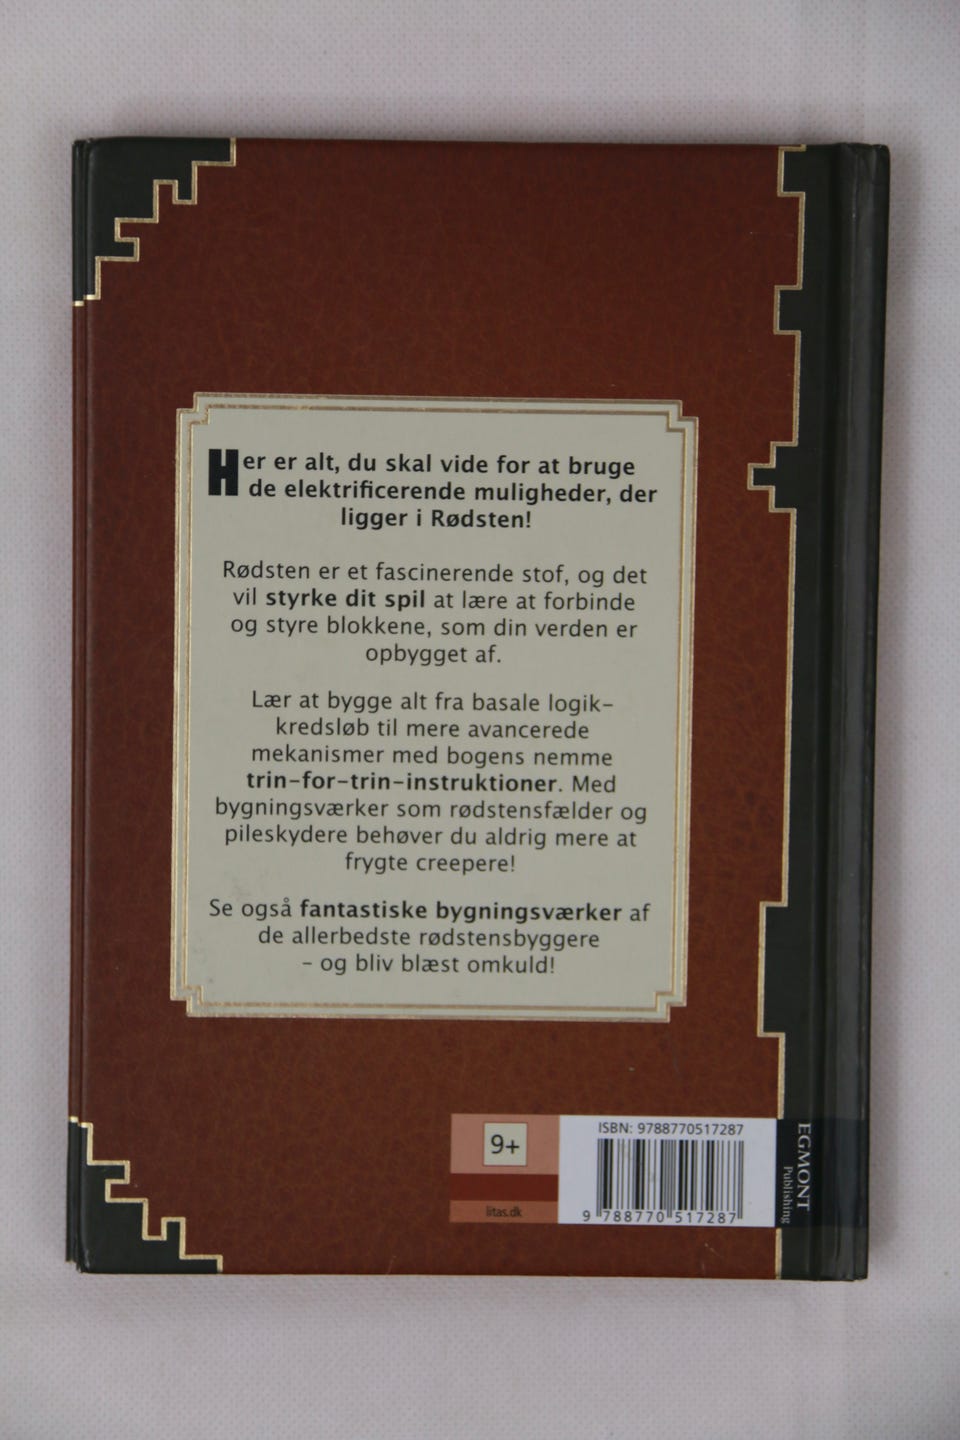 Her er alt, du skal vide for at bruge
de elektrificerende muligheder, der
ligger i Rødsten!
Rødsten er et fascinerende stof, og det
vil styrke dit spil at lære at forbinde
og styre blokkene, som din verden er
opbygget af.
Lær at bygge alt fra basale logik-
kredsløb til mere avancerede
mekanismer med bogens nemme
trin-for-trin-instruktioner. Med
bygningsværker som rødstensfælder og
pileskydere behøver du aldrig mere at
frygte creepere!
Se også fantastiske bygningsværker af
de allerbedste rødstensbyggere
– og bliv blæst omkuld!
9+
litas.dk
ISBN: 9788770517287
9 788770 517287
EGMONT
Publishing